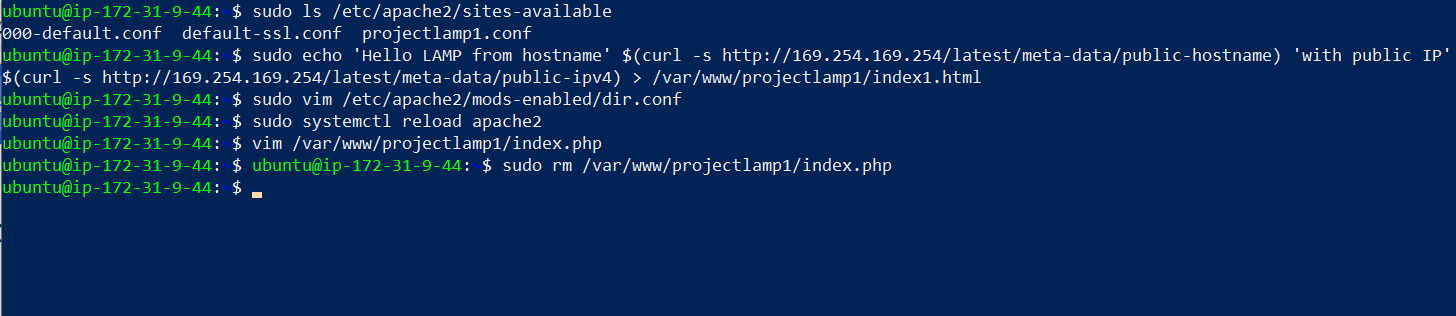 ubuntu@ip-172-31-9-44: $ sudo ls /etc/apache2/sites-available
000-default.conf  default-ssl.conf  projectlamp1.conf
ubuntu@ip-172-31-9-44: $ sudo echo 'Hello LAMP from hostname' $(curl -s http://169.254.169.254/latest/meta-data/public-hostname) 'with public IP'
$(curl -s http://169.254.169.254/latest/meta-data/public-ipv4) > /var/www/projectlamp1/index1.html
ubuntu@ip-172-31-9-44: $ sudo vim /etc/apache2/mods-enabled/dir.conf
ubuntu@ip-172-31-9-44: $ sudo systemctl reload apache2
ubuntu@ip-172-31-9-44: $ vim /var/www/projectlamp1/index.php
ubuntu@ip-172-31-9-44: $ ubuntu@ip-172-31-9-44: $ sudo rm /var/www/projectlamp1/index.php
ubuntu@ip-172-31-9-44: $